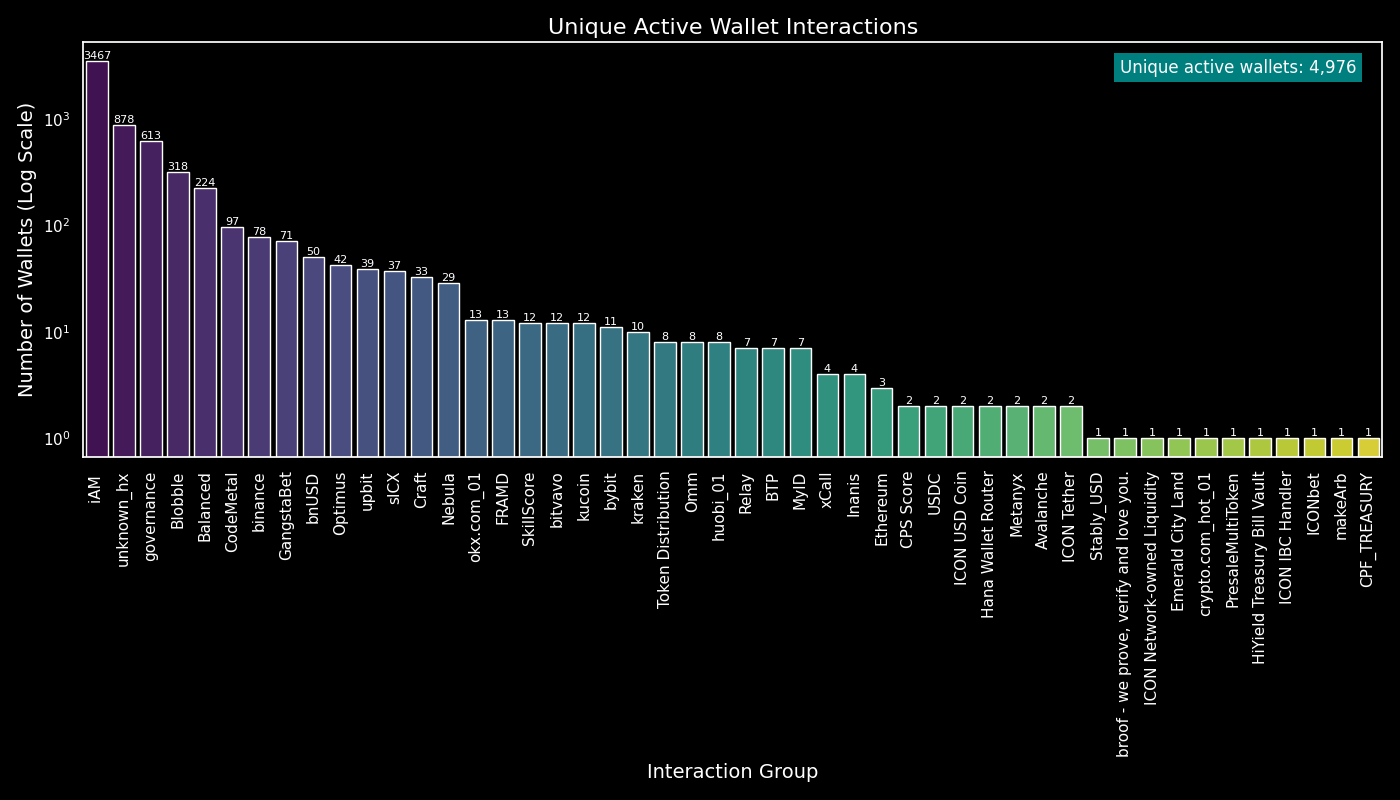 Unique Active Wallet Interactions
Unique active wallets: 4,976
Number of Wallets (Log Scale)
10³
10²
10¹
10⁰
3467
878
613
318
224
97
78
71
50
42
39
37
33
29
13
13
12
12
12
11
10
8
8
8
7
7
7
4
4
3
2
2
2
2
2
2
2
1
1
1
1
1
1
1
1
1
1
1
iAM
unknown_hx
governance
Blobble
Balanced
CodeMetal
binance
GangstaBet
bnUSD
Optimus
upbit
sICX
Craft
Nebula
okx.com_01
FRAMD
SkillScore
bitvavo
kucoin
bybit
kraken
Token Distribution
Omm
huobi_01
Relay
BTP
MyID
xCall
Inanis
Ethereum
CPS Score
USDC
ICON USD Coin
Hana Wallet Router
Metanyx
Avalanche
ICON Tether
Stably_USD
broof - we prove, verify and love you.
ICON Network-owned Liquidity
Emerald City Land
crypto.com_hot_01
PresaleMultiToken
HiYield Treasury Bill Vault
ICON IBC Handler
ICONbet
makeArb
CPF_TREASURY
Interaction Group